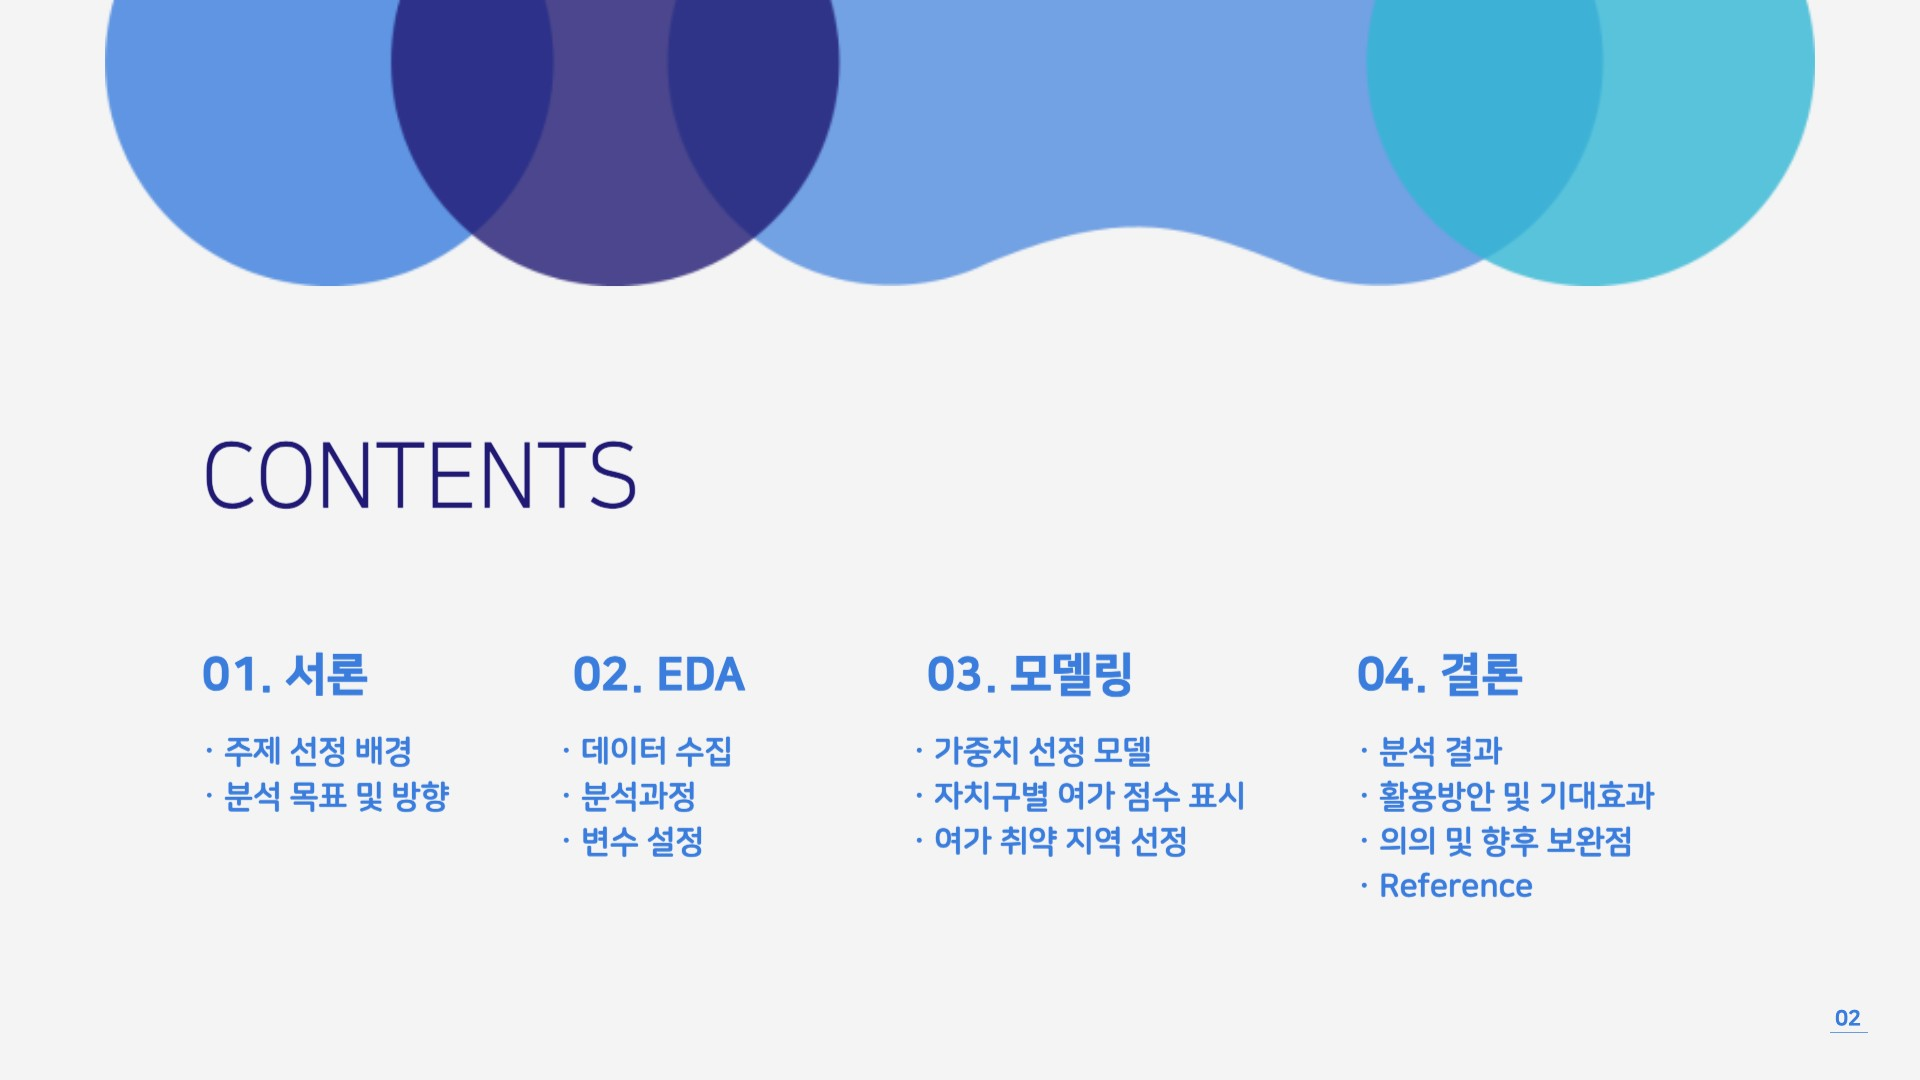 CONTENTS
01. 서론
· 주제 선정 배경
· 분석 목표 및 방향
02. EDA
· 데이터 수집
· 분석과정
· 변수 설정
03. 모델링
· 가중치 선정 모델
· 자치구별 여가 점수 표시
· 여가 취약 지역 선정
04. 결론
· 분석 결과
· 활용방안 및 기대효과
· 의의 및 향후 보완점
· Reference
02